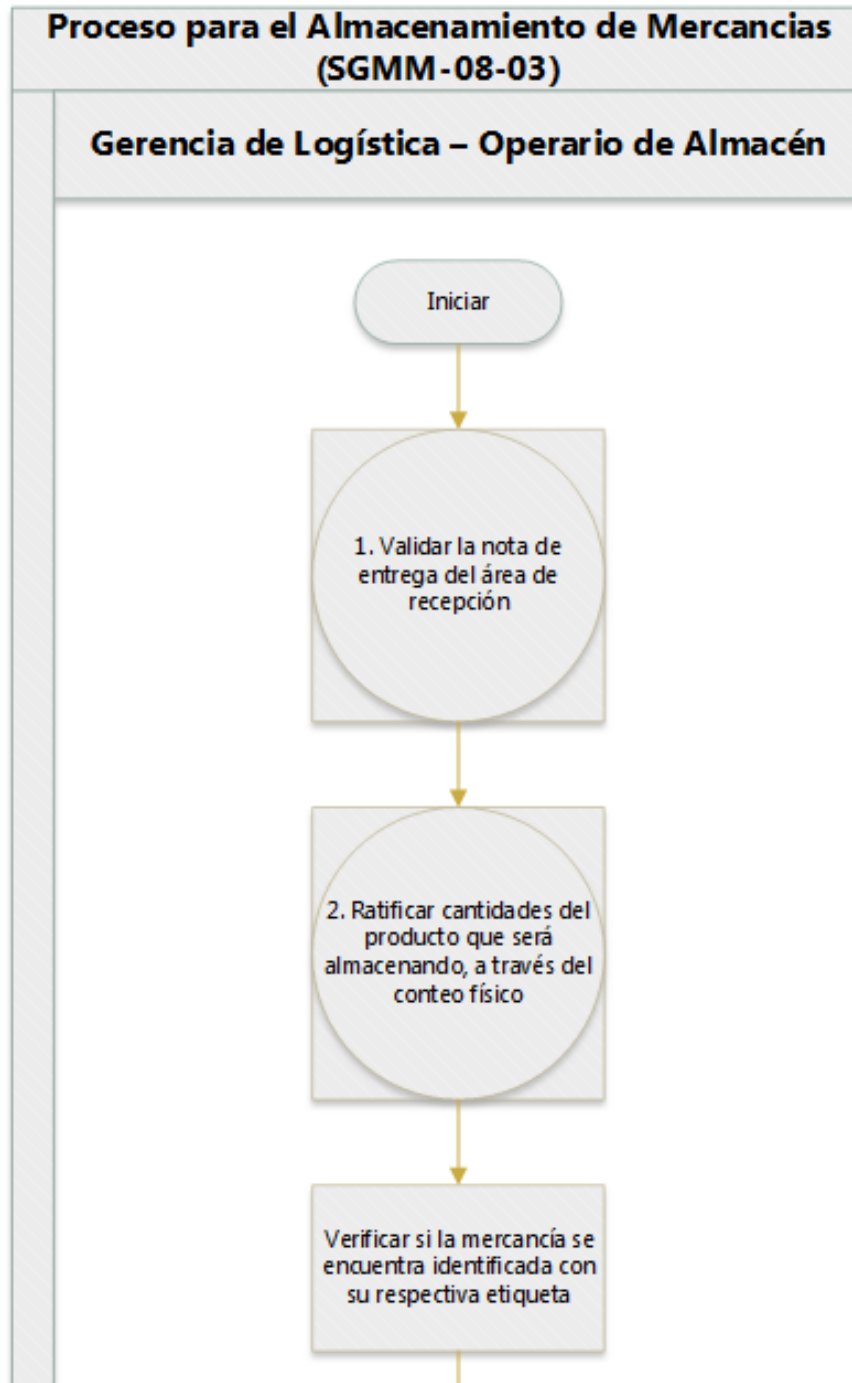 Proceso para el Almacenamiento de Mercancias
(SGMM-08-03)
Gerencia de Logística – Operario de Almacén
Iniciar
1. Validar la nota de
entrega del área de
recepción
2. Ratificar cantidades del
producto que será
almacenando, a través del
conteo físico
Verificar si la mercancía se
encuentra identificada con
su respectiva etiqueta